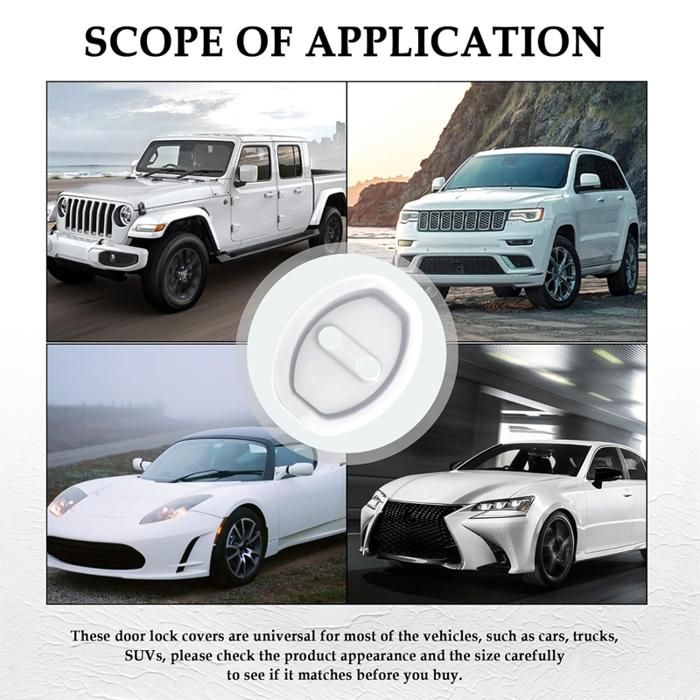 SCOPE OF APPLICATION
These door lock covers are universal for most of the vehicles, such as cars, trucks,
SUVs, please check the product appearance and the size carefully
to see if it matches before you buy.